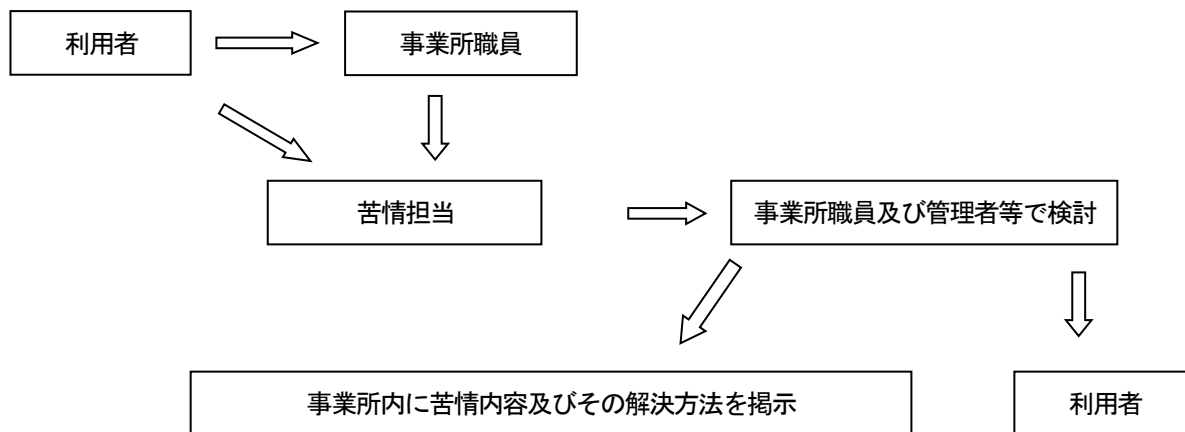 利用者
事業所職員
苦情担当
事業所職員及び管理者等で検討
事業所内に苦情内容及びその解決方法を掲示
利用者